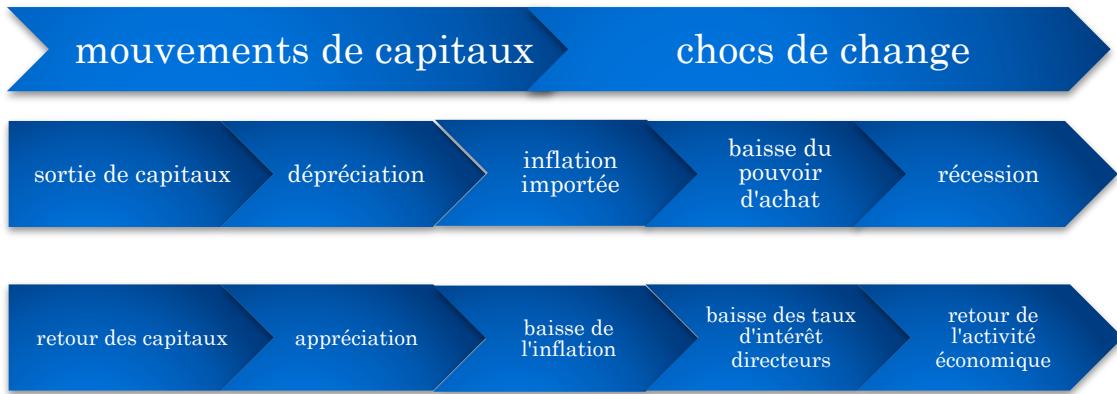 mouvements de capitaux
chocs de change
sortie de capitaux
dépréciation
inflation
importée
baisse du
pouvoir
d'achat
récession
retour des capitaux
appréciation
baisse de
l'inflation
baisse des taux
d'intérêt
directeurs
retour de
l'activité
économique